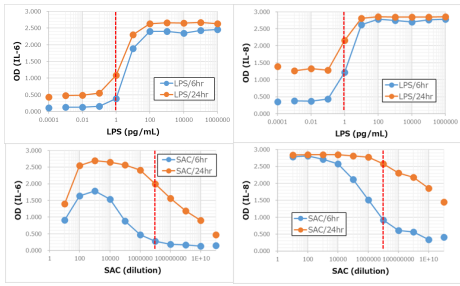 3.000
2.500
2.000
1.500
1.000
0.500
0.000
OD (IL-6)
LPS/6hr
LPS/24hr
0.0001 0.01 1 100 10000 1000000
LPS (pg/mL)
3.000
2.500
2.000
1.500
1.000
0.500
0.000
OD (IL-8)
LPS/6hr
LPS/24hr
0.0001 0.01 1 100 10000 1000000
LPS (pg/mL)
3.000
2.500
2.000
1.500
1.000
0.500
0.000
OD (IL-6)
SAC/6hr
SAC/24hr
1 100 10000 1000000 100000000 1E+10
SAC (dilution)
3.000
2.500
2.000
1.500
1.000
0.500
0.000
OD (IL-8)
SAC/6hr
SAC/24hr
1 100 10000 1000000 100000000 1E+10
SAC (dilution)